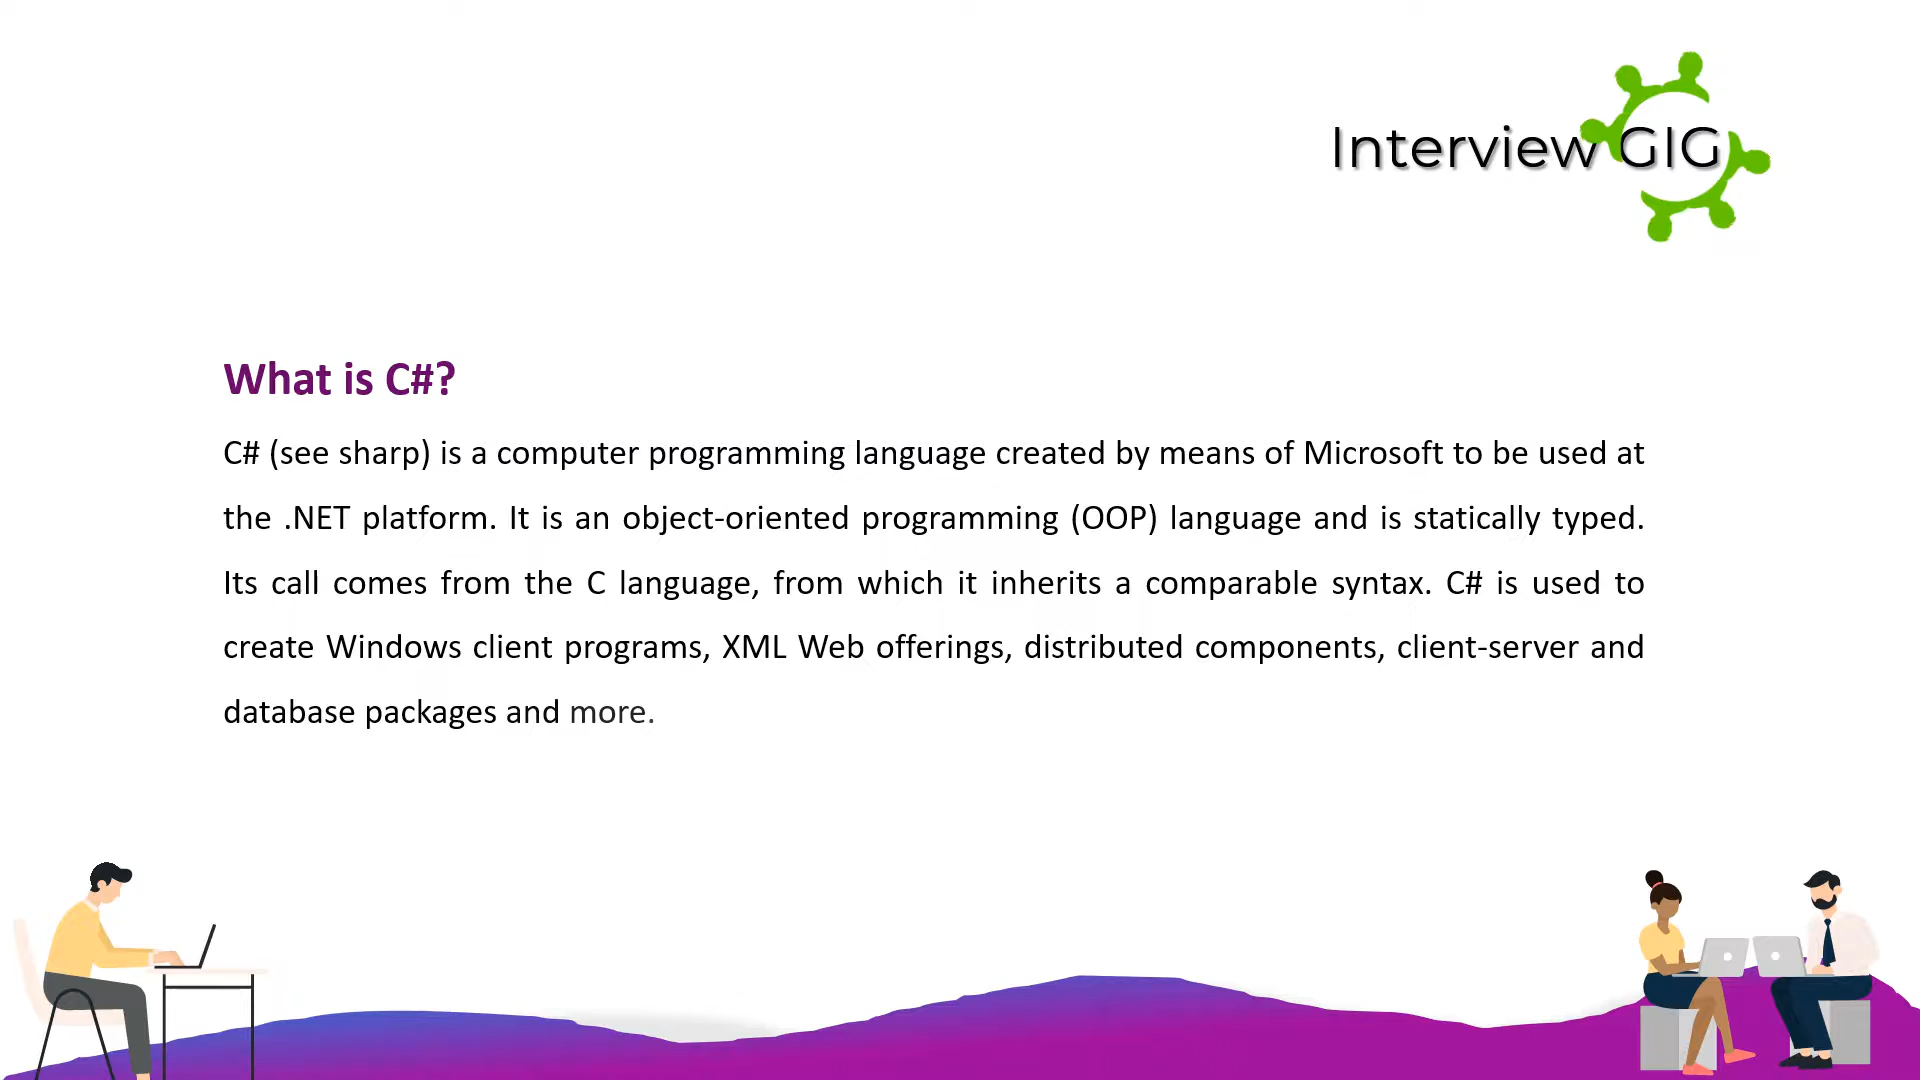 Interview GIG
What is C#?
C# (see sharp) is a computer programming language created by means of Microsoft to be used at
the .NET platform. It is an object-oriented programming (OOP) language and is statically typed.
Its call comes from the C language, from which it inherits a comparable syntax. C# is used to
create Windows client programs, XML Web offerings, distributed components, client-server and
database packages and more.